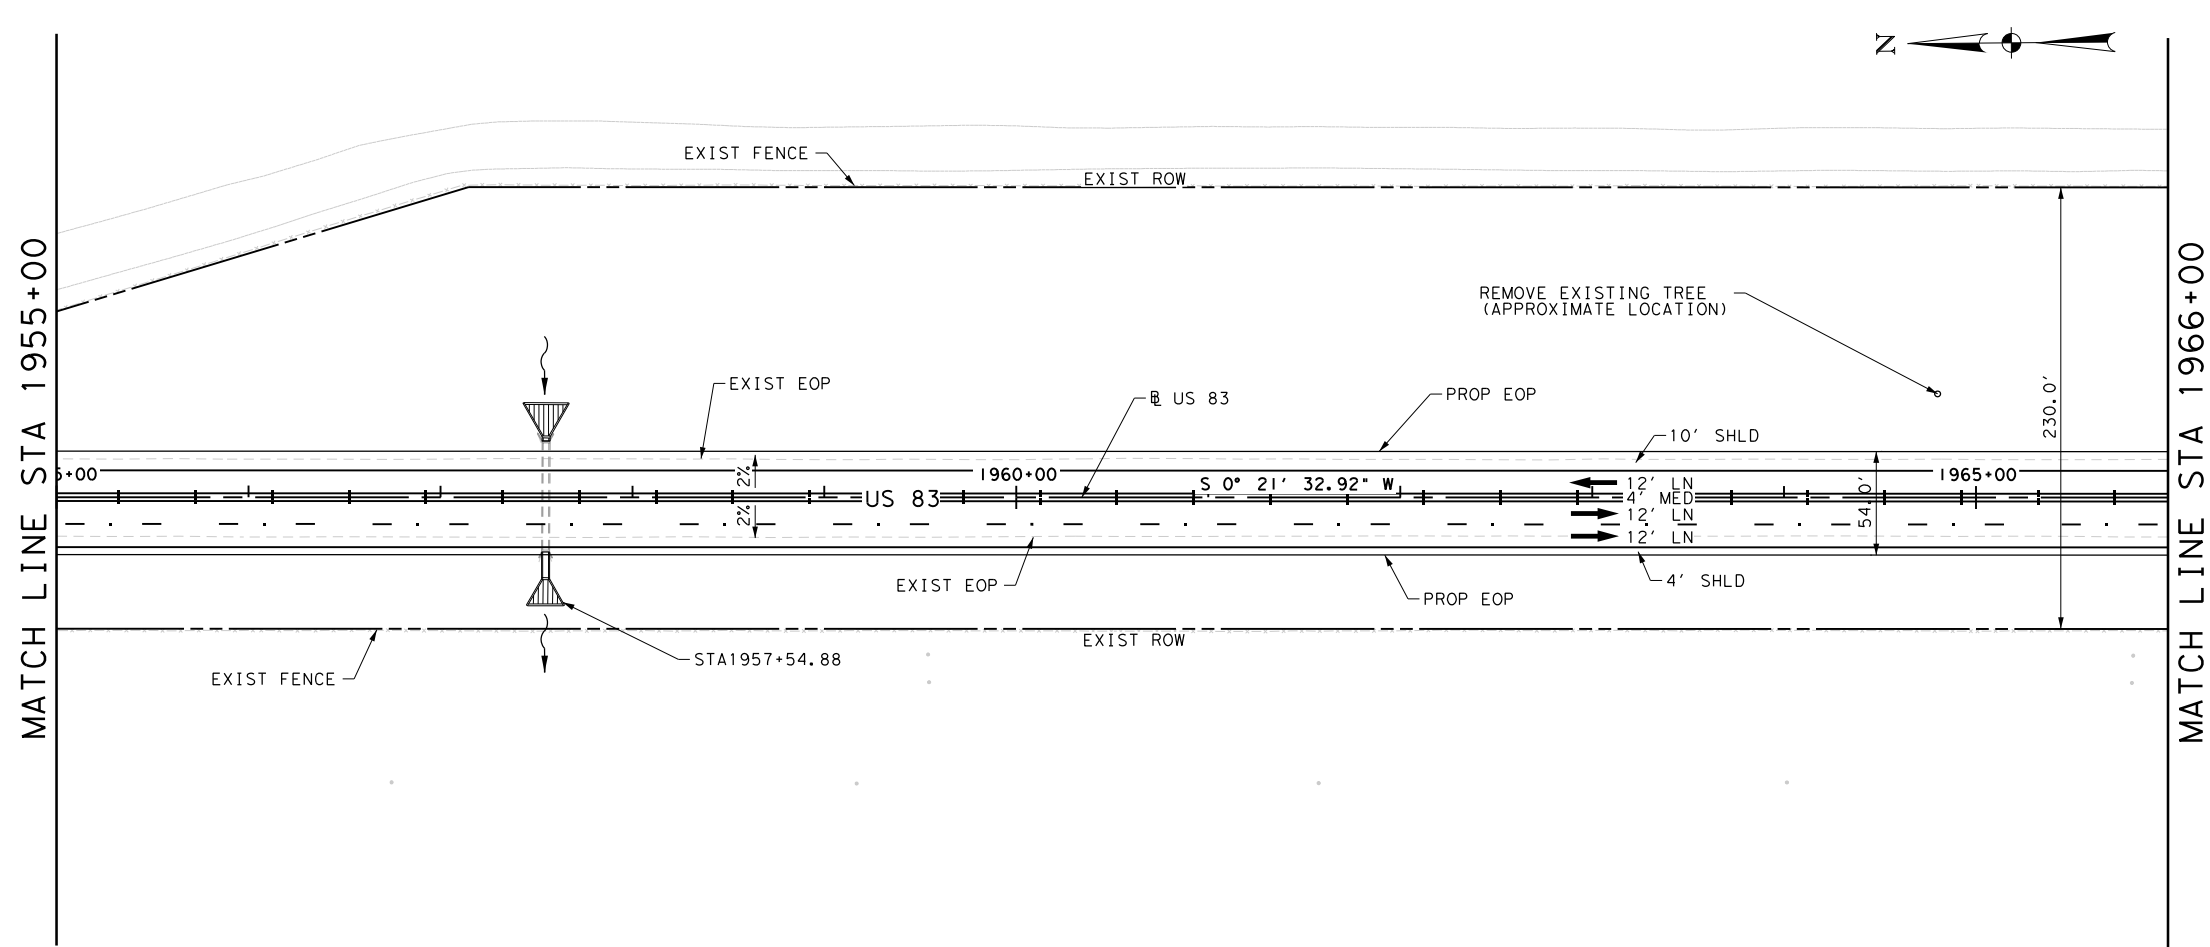 N
EXIST FENCE
EXIST ROW
REMOVE EXISTING TREE
(APPROXIMATE LOCATION)
MATCH LINE STA 1955+00
MATCH LINE STA 1966+00
230.0'
EXIST EOP
BL US 83
PROP EOP
10' SHLD
5+00
2%
1960+00
S 0° 21' 32.92" W
12' LN
1965+00
US 83
4' MED
2%
12' LN
54.0'
12' LN
EXIST EOP
4' SHLD
PROP EOP
EXIST ROW
STA1957+54.88
EXIST FENCE